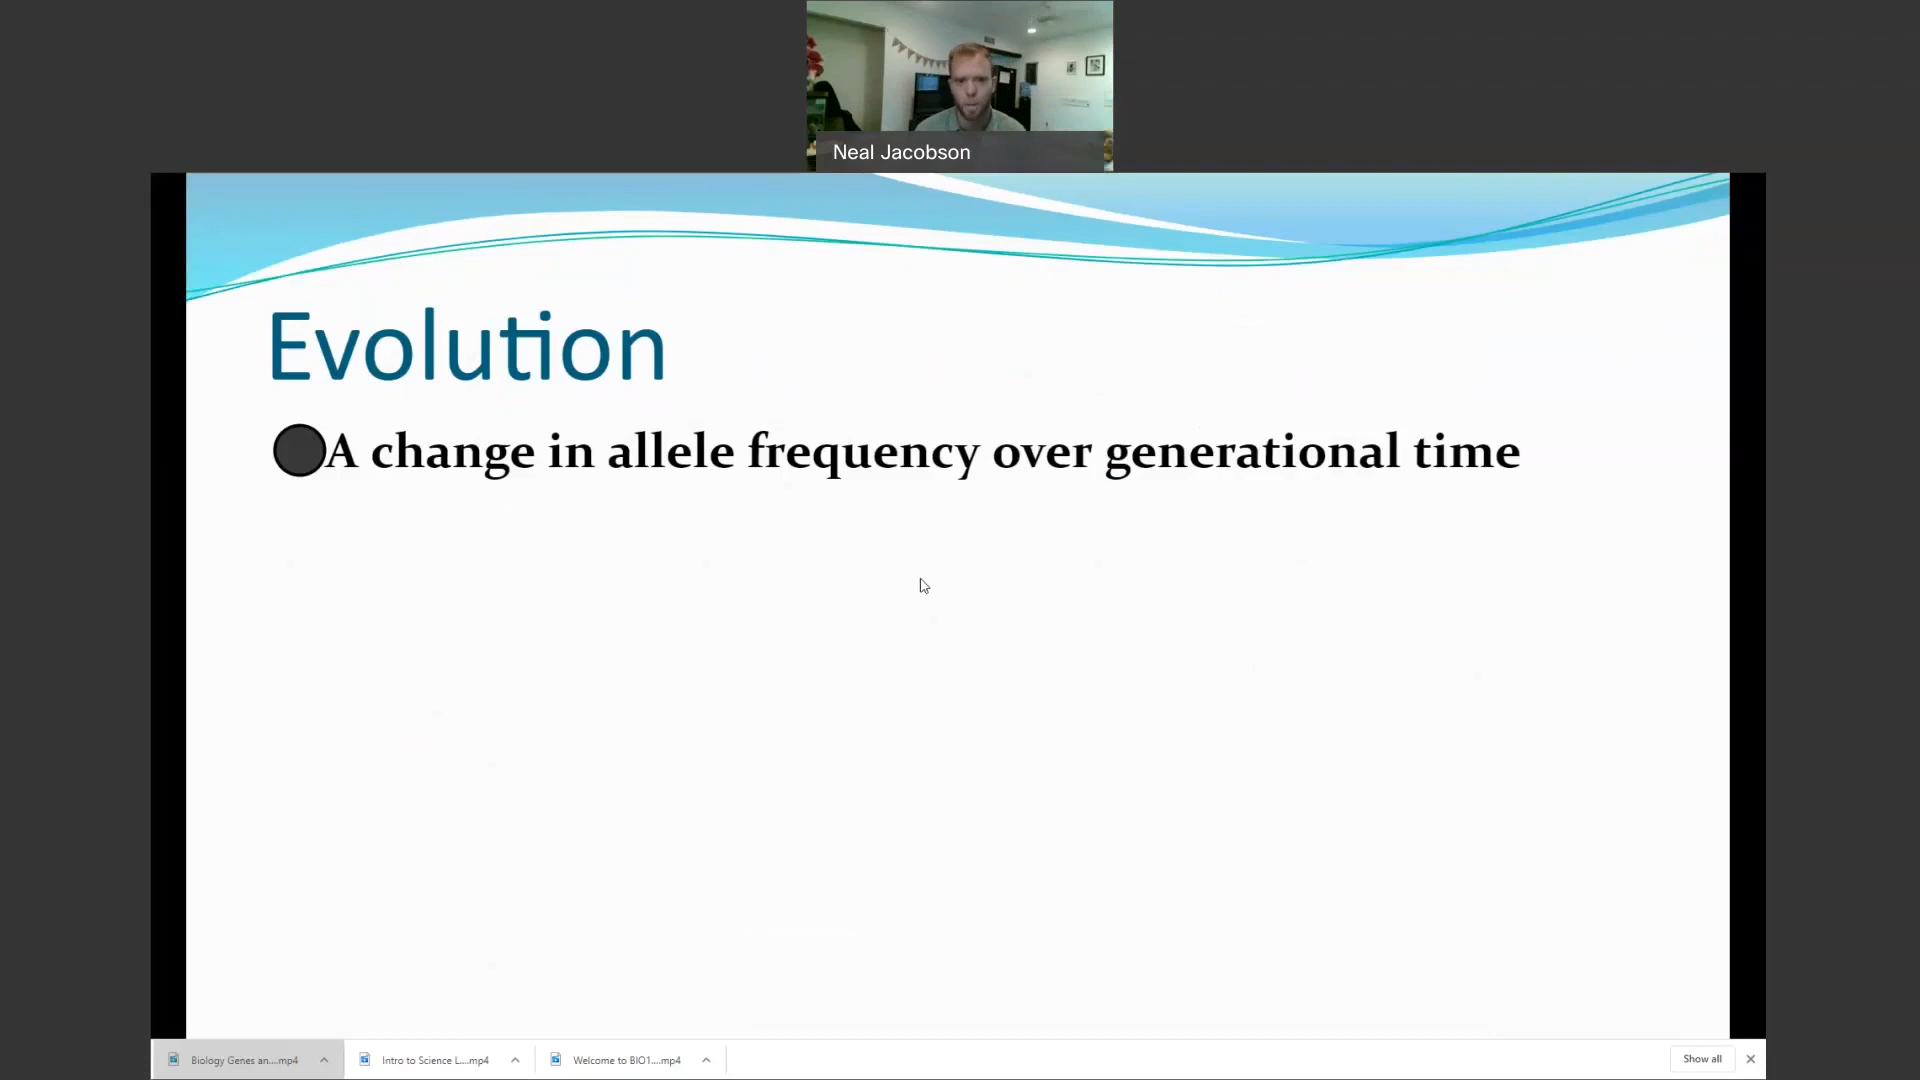 Neal Jacobson
Evolution
A change in allele frequency over generational time
Biology Genes an....mp4
Intro to Science L....mp4
Welcome to BIO1....mp4
Show all